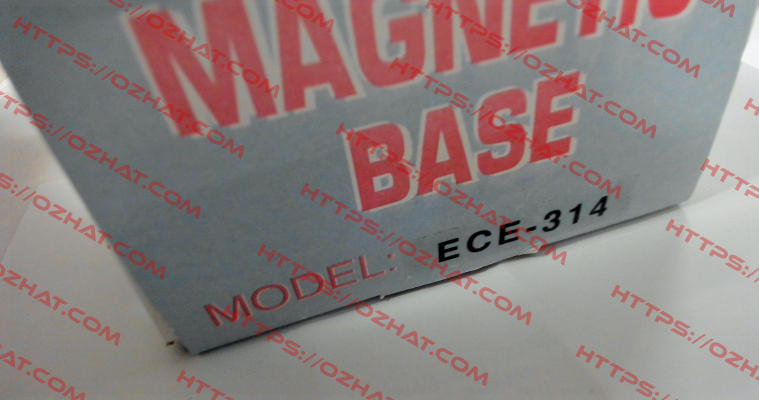 MAGNETIC
BASE
MODEL: ECE-314
HTTPS://OZHAT.COM